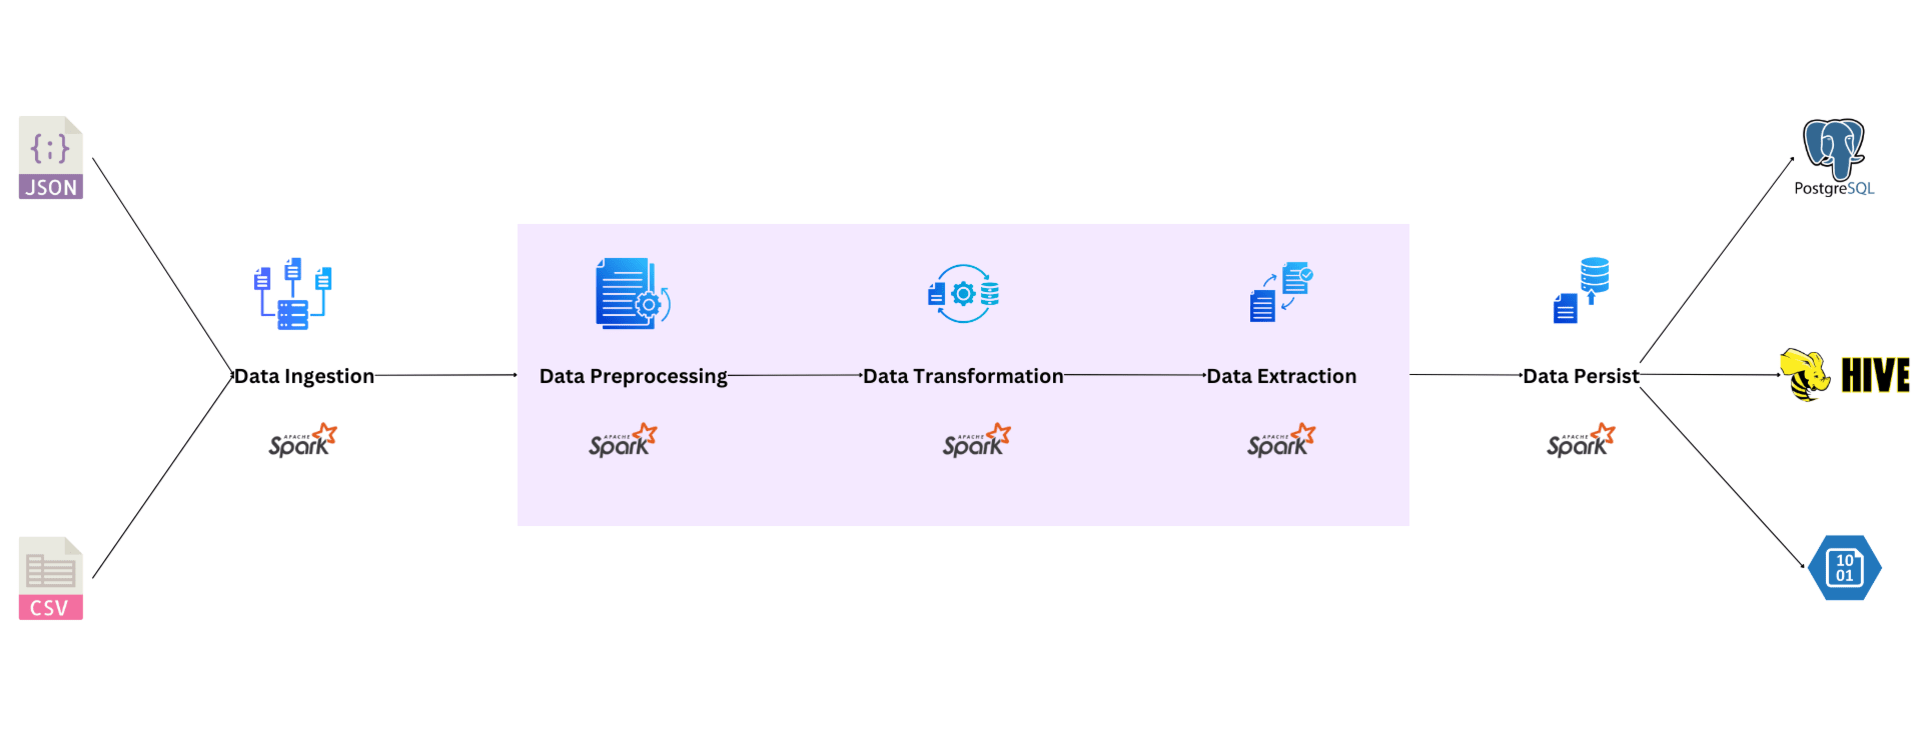 {;}
JSON
CSV
Data Ingestion
APACHE
Spark
Data Preprocessing
APACHE
Spark
Data Transformation
APACHE
Spark
Data Extraction
APACHE
Spark
Data Persist
APACHE
Spark
PostgreSQL
HIVE
10
01